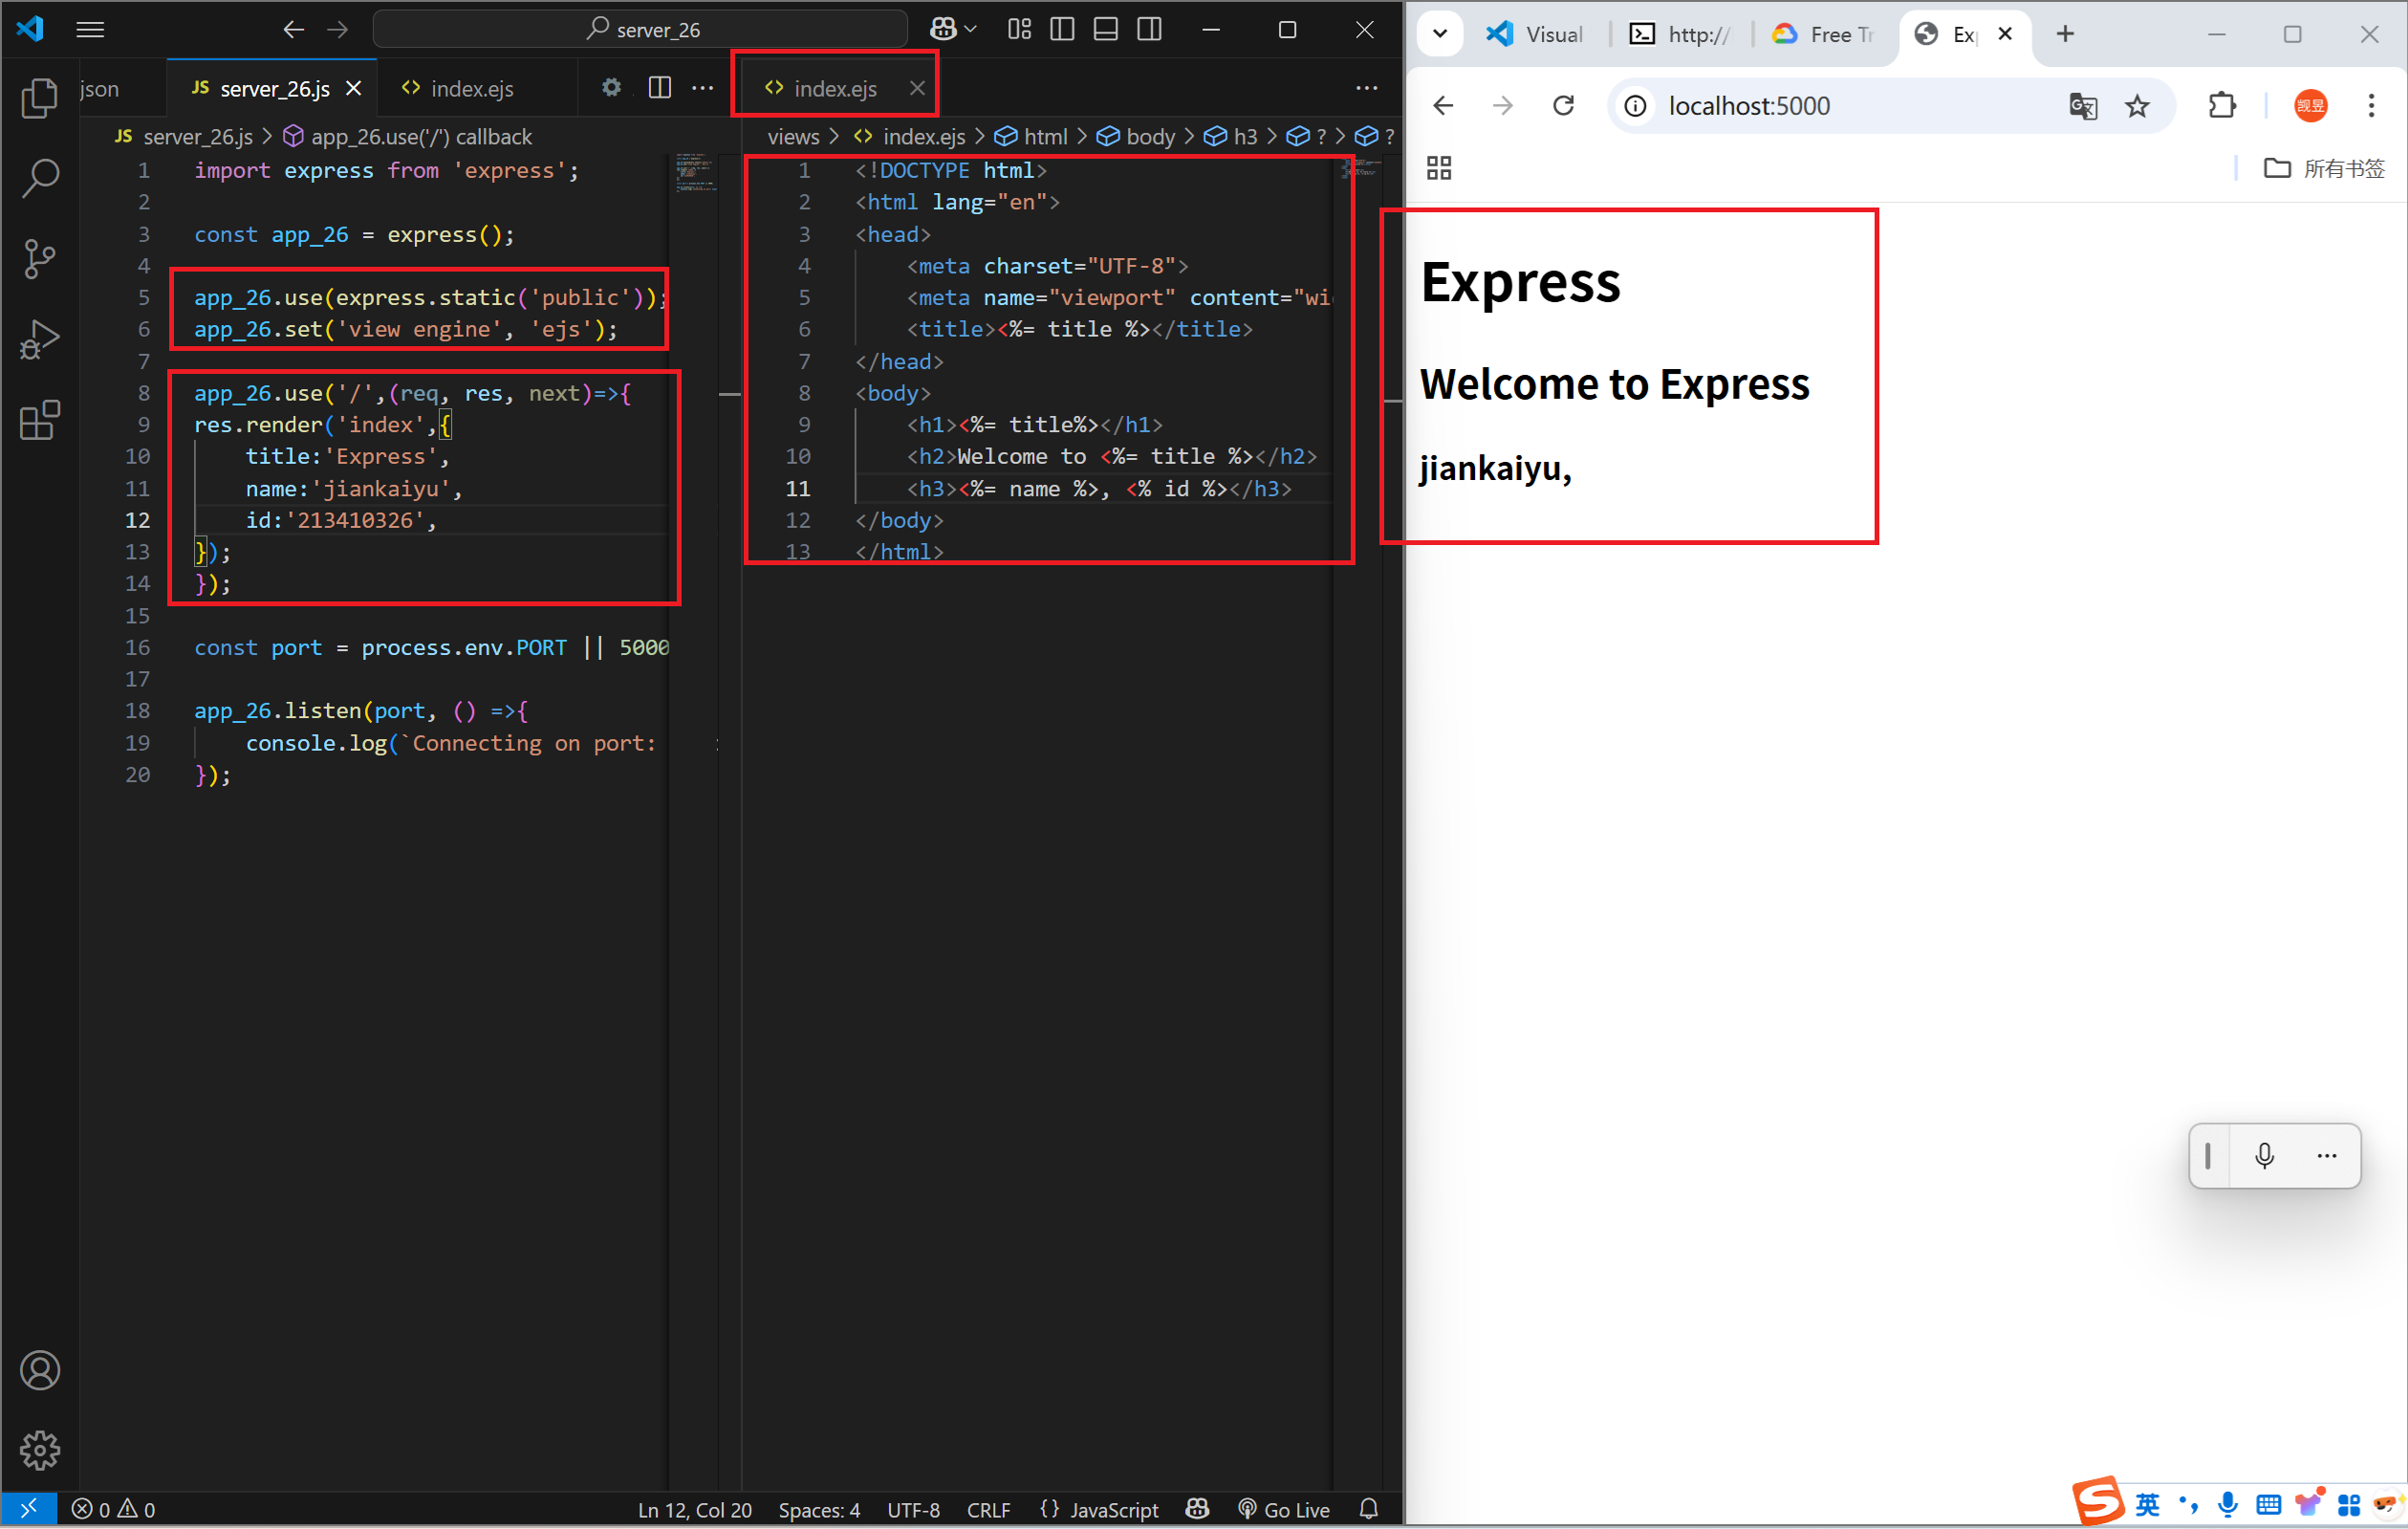 server_26
json
JS server_26.js
index.ejs
JS server_26.js > app_26.use('/') callback
1 import express from 'express';
2
3 const app_26 = express();
4
5 app_26.use(express.static('public'));
6 app_26.set('view engine', 'ejs');
7
8 app_26.use('/',(req, res, next)=>{
9 res.render('index',{
10 title:'Express',
11 name:'jiankaiyu',
12 id:'213410326',
13 });
14 });
15
16 const port = process.env.PORT || 5000
17
18 app_26.listen(port, () =>{
19 console.log(`Connecting on port:
20 });
index.ejs
views > index.ejs > html > body > h3 > ? > ?
1 <!DOCTYPE html>
2 <html lang="en">
3 <head>
4 <meta charset="UTF-8">
5 <meta name="viewport" content="wi
6 <title><%= title %></title>
7 </head>
8 <body>
9 <h1><%= title%></h1>
10 <h2>Welcome to <%= title %></h2>
11 <h3><%= name %>, <% id %></h3>
12 </body>
13 </html>
0 0
Ln 12, Col 20 Spaces: 4 UTF-8 CRLF {} JavaScript Go Live
Visual
http://
Free Tr
Ex
localhost:5000
觊昱
所有书签
Express
Welcome to Express
jiankaiyu,
英